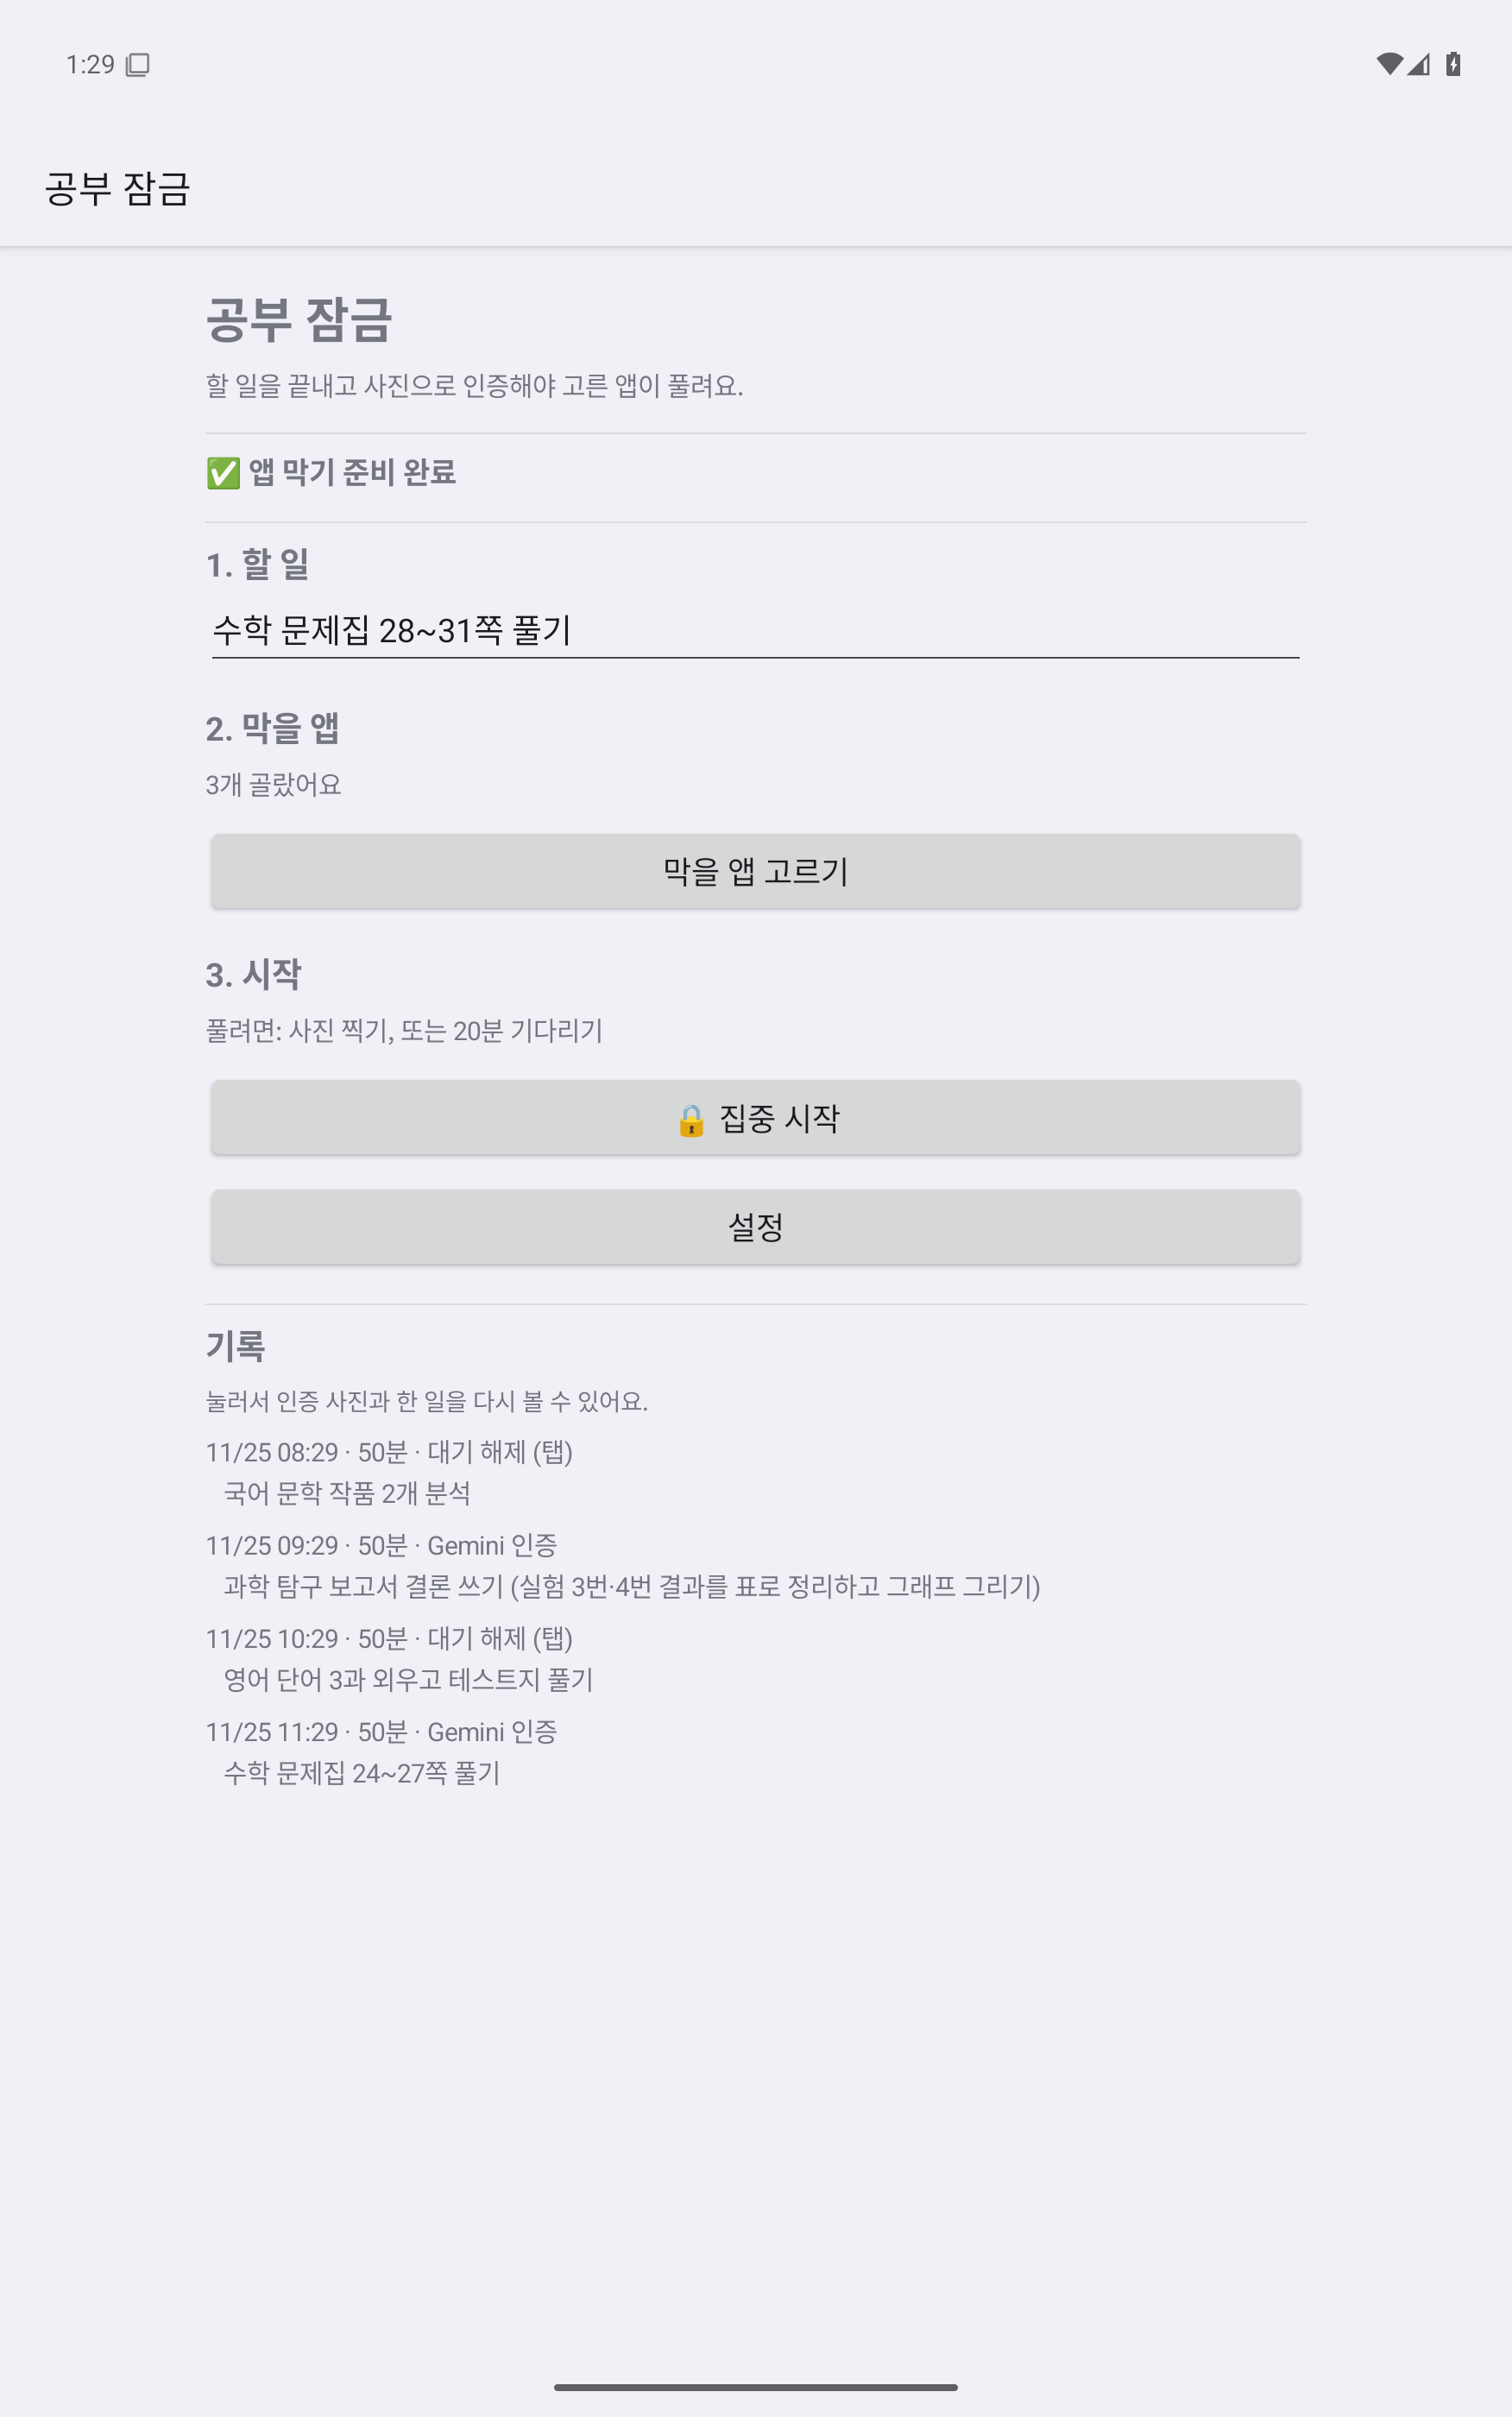 1:29
공부 잠금
공부 잠금
할 일을 끝내고 사진으로 인증해야 고른 앱이 풀려요.
✅ 앱 막기 준비 완료
1. 할 일
수학 문제집 28~31쪽 풀기
2. 막을 앱
3개 골랐어요
막을 앱 고르기
3. 시작
풀려면: 사진 찍기, 또는 20분 기다리기
🔒 집중 시작
설정
기록
눌러서 인증 사진과 한 일을 다시 볼 수 있어요.
11/25 08:29 · 50분 · 대기 해제 (탭)
국어 문학 작품 2개 분석
11/25 09:29 · 50분 · Gemini 인증
과학 탐구 보고서 결론 쓰기 (실험 3번·4번 결과를 표로 정리하고 그래프 그리기)
11/25 10:29 · 50분 · 대기 해제 (탭)
영어 단어 3과 외우고 테스트지 풀기
11/25 11:29 · 50분 · Gemini 인증
수학 문제집 24~27쪽 풀기